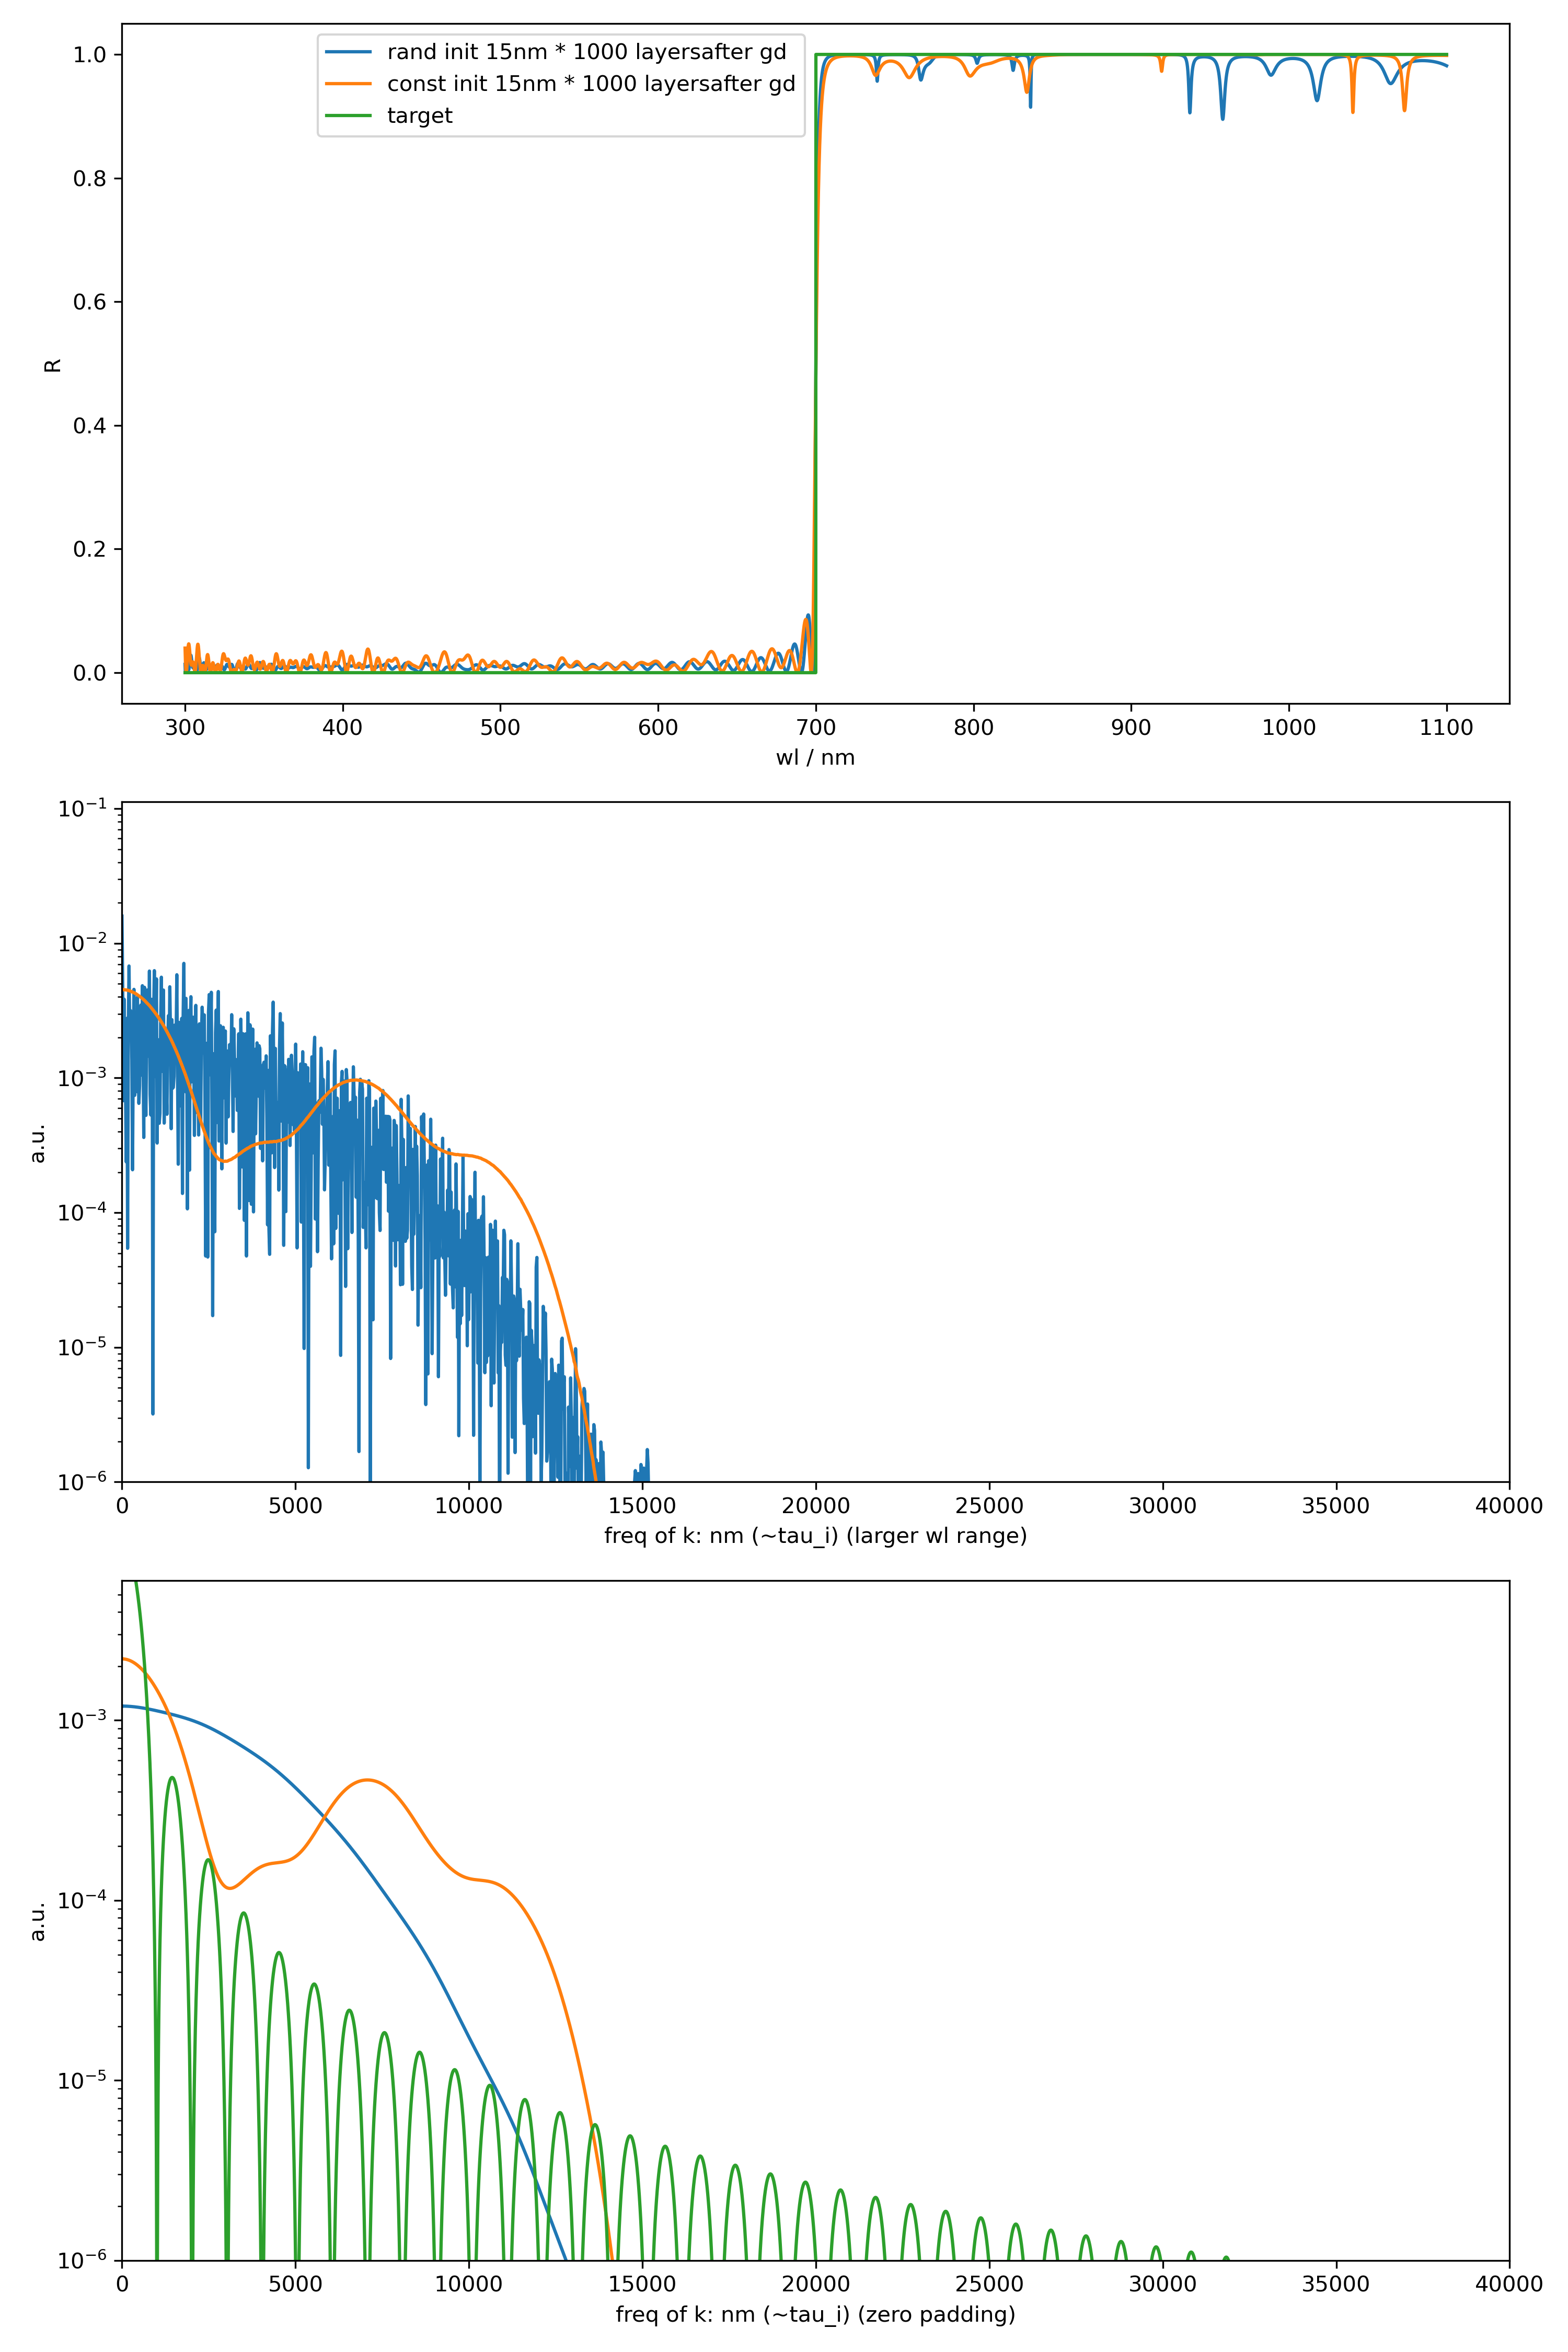 rand init 15nm * 1000 layersafter gd
const init 15nm * 1000 layersafter gd
target
1.0
0.8
0.6
0.4
0.2
0.0
R
300 400 500 600 700 800 900 1000 1100
wl / nm
10⁻¹
10⁻²
10⁻³
10⁻⁴
10⁻⁵
10⁻⁶
a.u.
0 5000 10000 15000 20000 25000 30000 35000 40000
freq of k: nm (~tau_i) (larger wl range)
10⁻³
10⁻⁴
10⁻⁵
10⁻⁶
a.u.
0 5000 10000 15000 20000 25000 30000 35000 40000
freq of k: nm (~tau_i) (zero padding)